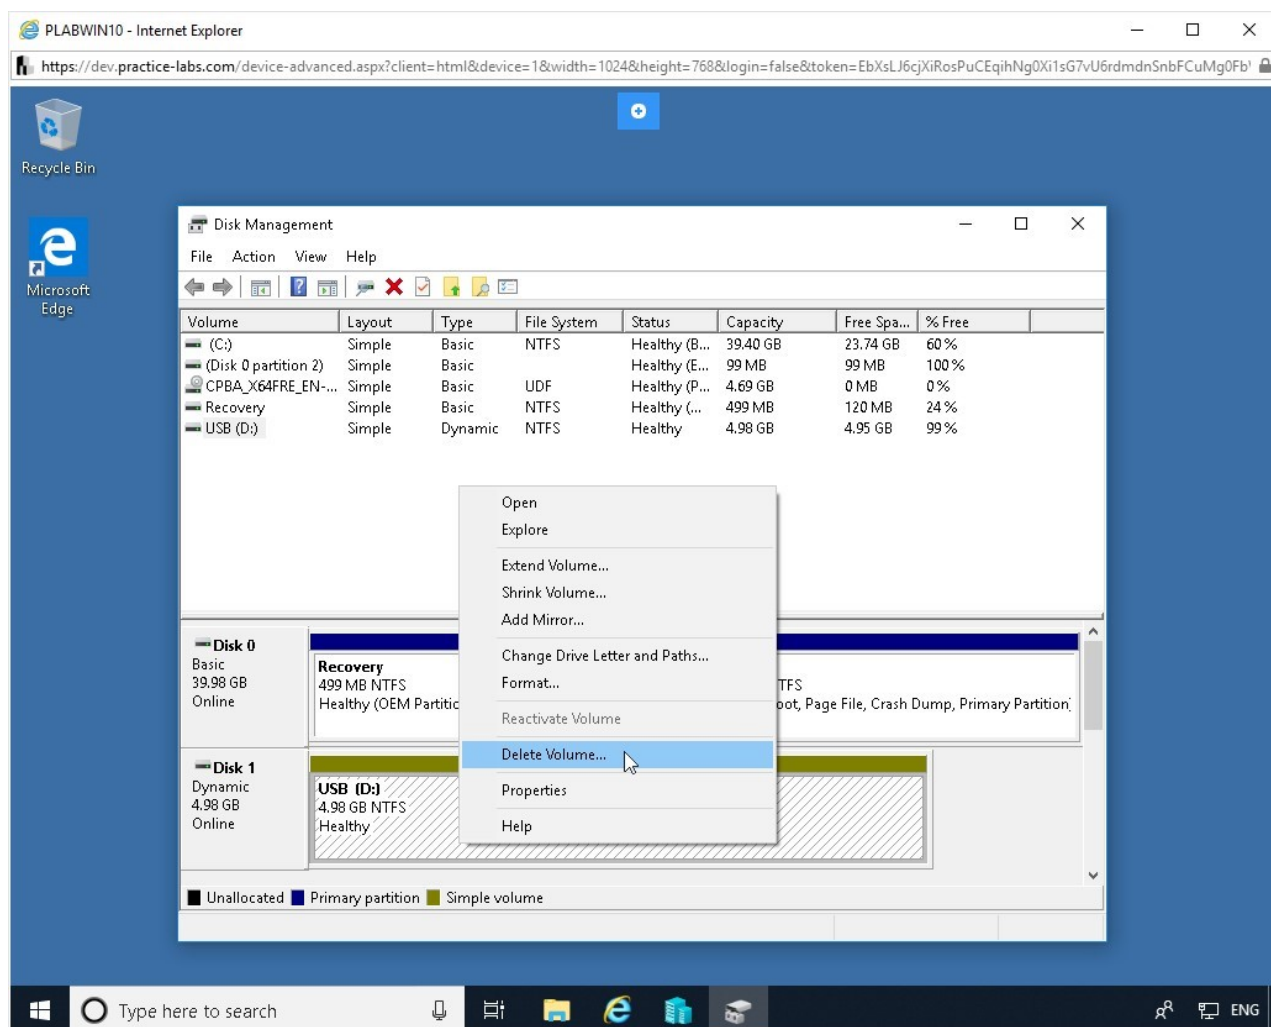 PLABWIN10 - Internet Explorer
https://dev.practice-labs.com/device-advanced.aspx?client=html&device=1&width=1024&height=768&login=false&token=EbXsLJ6cjXiRosPuCEqihNg0Xi1sG7vU6rdmdnSnbFCuMg0Fb
Recycle Bin
Microsoft
Edge
Disk Management
File Action View Help
Volume Layout Type File System Status Capacity Free Spa... % Free
(C:) Simple Basic NTFS Healthy (B... 39.40 GB 23.74 GB 60 %
(Disk 0 partition 2) Simple Basic Healthy (E... 99 MB 99 MB 100 %
CPBA_X64FRE_EN-... Simple Basic UDF Healthy (P... 4.69 GB 0 MB 0 %
Recovery Simple Basic NTFS Healthy (... 499 MB 120 MB 24 %
USB (D:) Simple Dynamic NTFS Healthy 4.98 GB 4.95 GB 99 %
Open
Explore
Extend Volume...
Shrink Volume...
Add Mirror...
Change Drive Letter and Paths...
Format...
Reactivate Volume
Delete Volume...
Properties
Help
Disk 0
Basic
39.98 GB
Online
Recovery
499 MB NTFS
Healthy (OEM Partitic
TFS
oot, Page File, Crash Dump, Primary Partition
Disk 1
Dynamic
4.98 GB
Online
USB (D:)
4.98 GB NTFS
Healthy
Unallocated Primary partition Simple volume
Type here to search
ENG